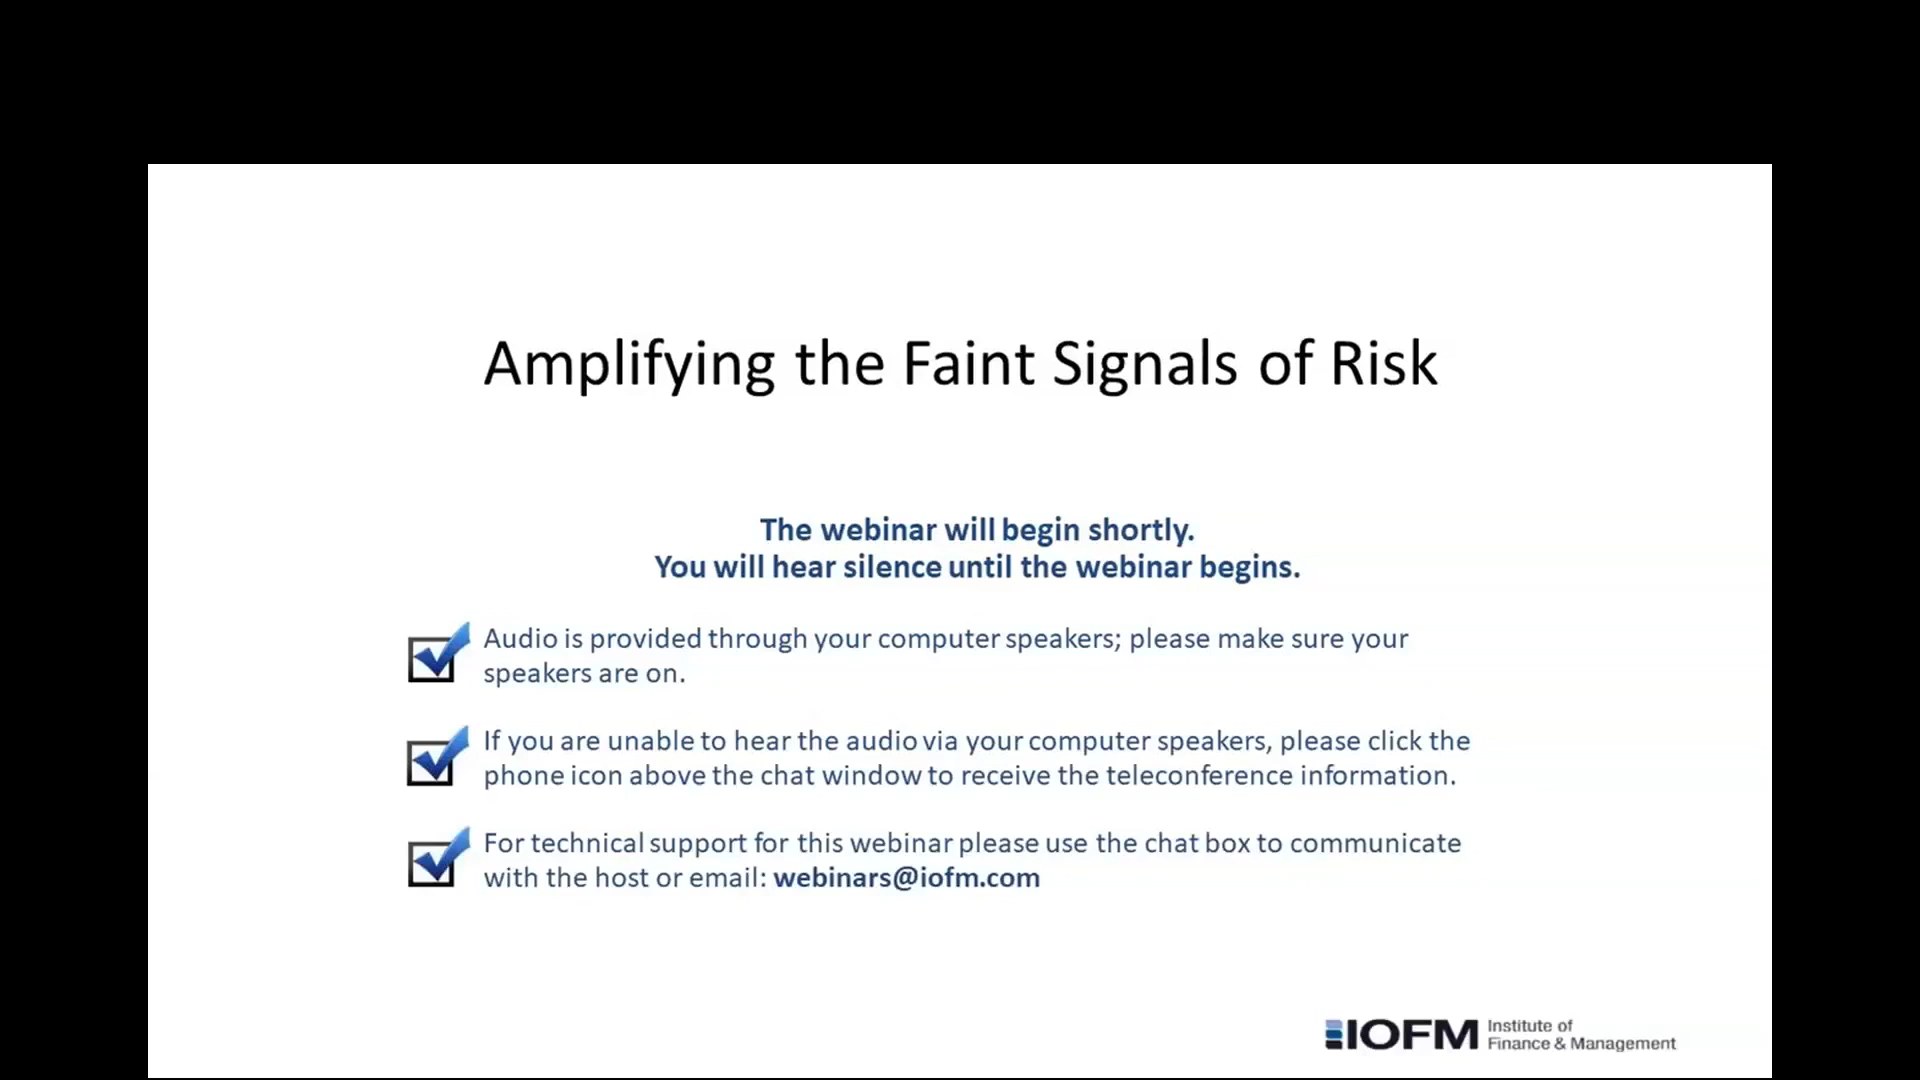 Amplifying the Faint Signals of Risk
The webinar will begin shortly.
You will hear silence until the webinar begins.
Audio is provided through your computer speakers; please make sure your
speakers are on.
If you are unable to hear the audio via your computer speakers, please click the
phone icon above the chat window to receive the teleconference information.
For technical support for this webinar please use the chat box to communicate
with the host or email: webinars@iofm.com
IOFM Institute of
Finance & Management